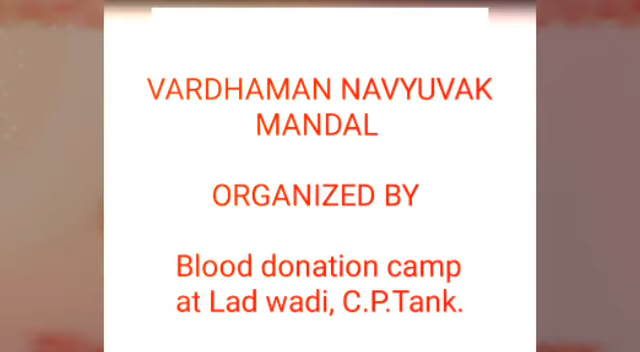 VARDHAMAN NAVYUVAK
MANDAL
ORGANIZED BY
Blood donation camp
at Lad wadi, C.P.Tank.